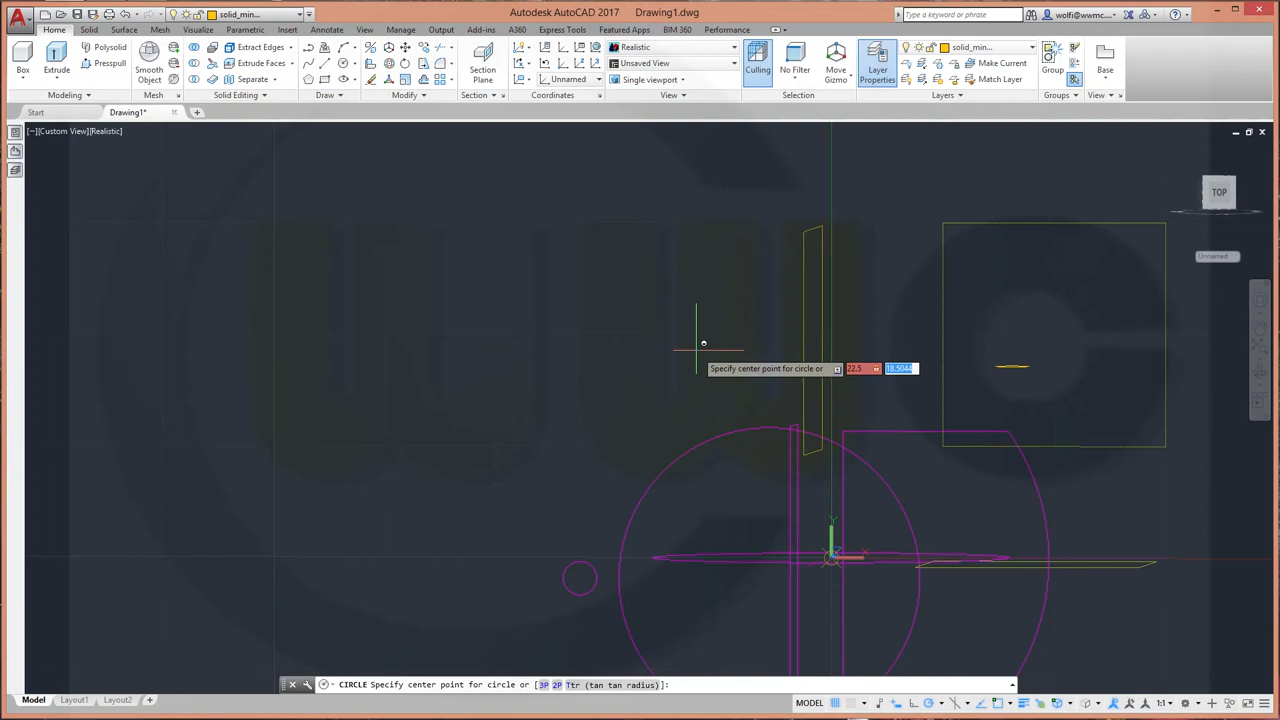 Autodesk AutoCAD 2017 Drawing1.dwg
solid_min...
Type a keyword or phrase
wolfi@wwmc...
Home Solid Surface Mesh Visualize Parametric Insert Annotate View Manage Output Add-ins A360 Express Tools Featured Apps BIM 360 Performance
Box
Extrude
Polysolid
Presspull
Smooth Object
Extract Edges
Extrude Faces
Separate
Section Plane
Unnamed
Realistic
Unsaved View
Single viewport
Culling
No Filter
Move Gizmo
Layer Properties
solid_min...
Make Current
Match Layer
Group
Base
Modeling Mesh Solid Editing Draw Modify Section Coordinates View Selection Layers Groups View
Start Drawing1*
[−][Custom View][Realistic]
TOP
Unnamed
Specify center point for circle or 22.5 18.5044
Y
X
CIRCLE Specify center point for circle or [3P 2P Ttr (tan tan radius)]:
Model Layout1 Layout2
MODEL
1:1